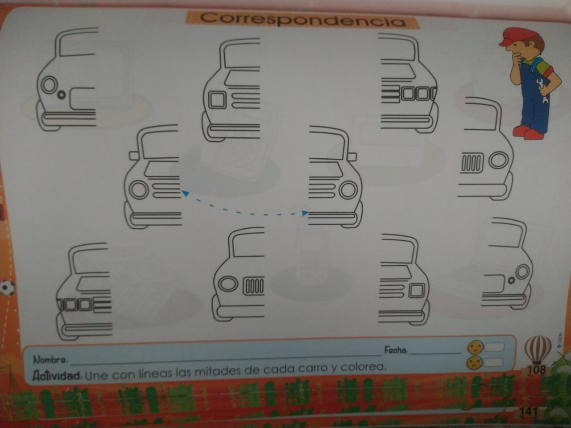 Correspondencia
Nombre. Fecha.
Actividad. Une con líneas las mitades de cada carro y colorea.
108
141